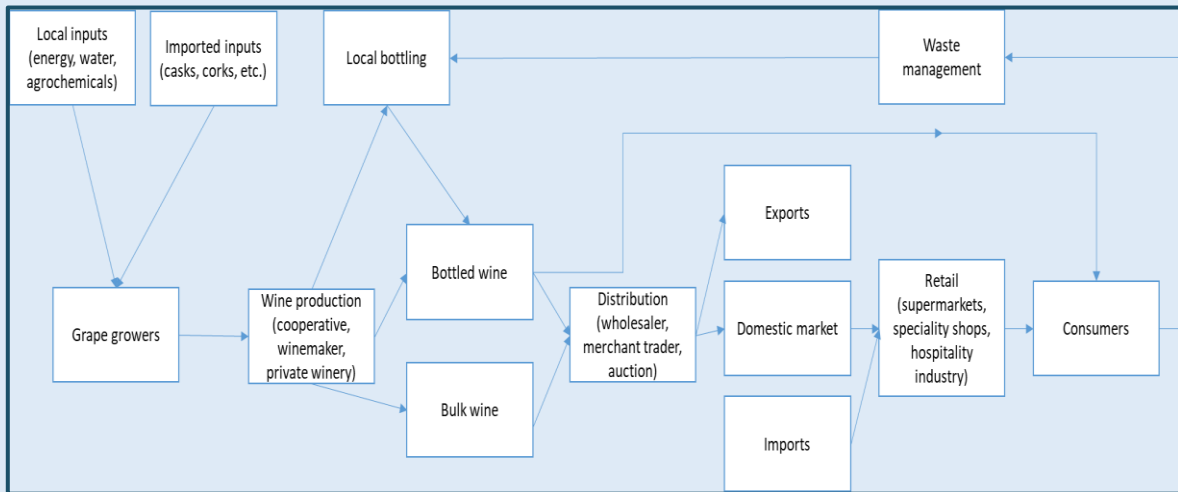 Local inputs
(energy, water,
agrochemicals)
Imported inputs
(casks, corks, etc.)
Local bottling
Waste
management
Exports
Bottled wine
Grape growers
Wine production
(cooperative,
winemaker,
private winery)
Distribution
(wholesaler,
merchant trader,
auction)
Domestic market
Retail
(supermarkets,
speciality shops,
hospitality
industry)
Consumers
Bulk wine
Imports